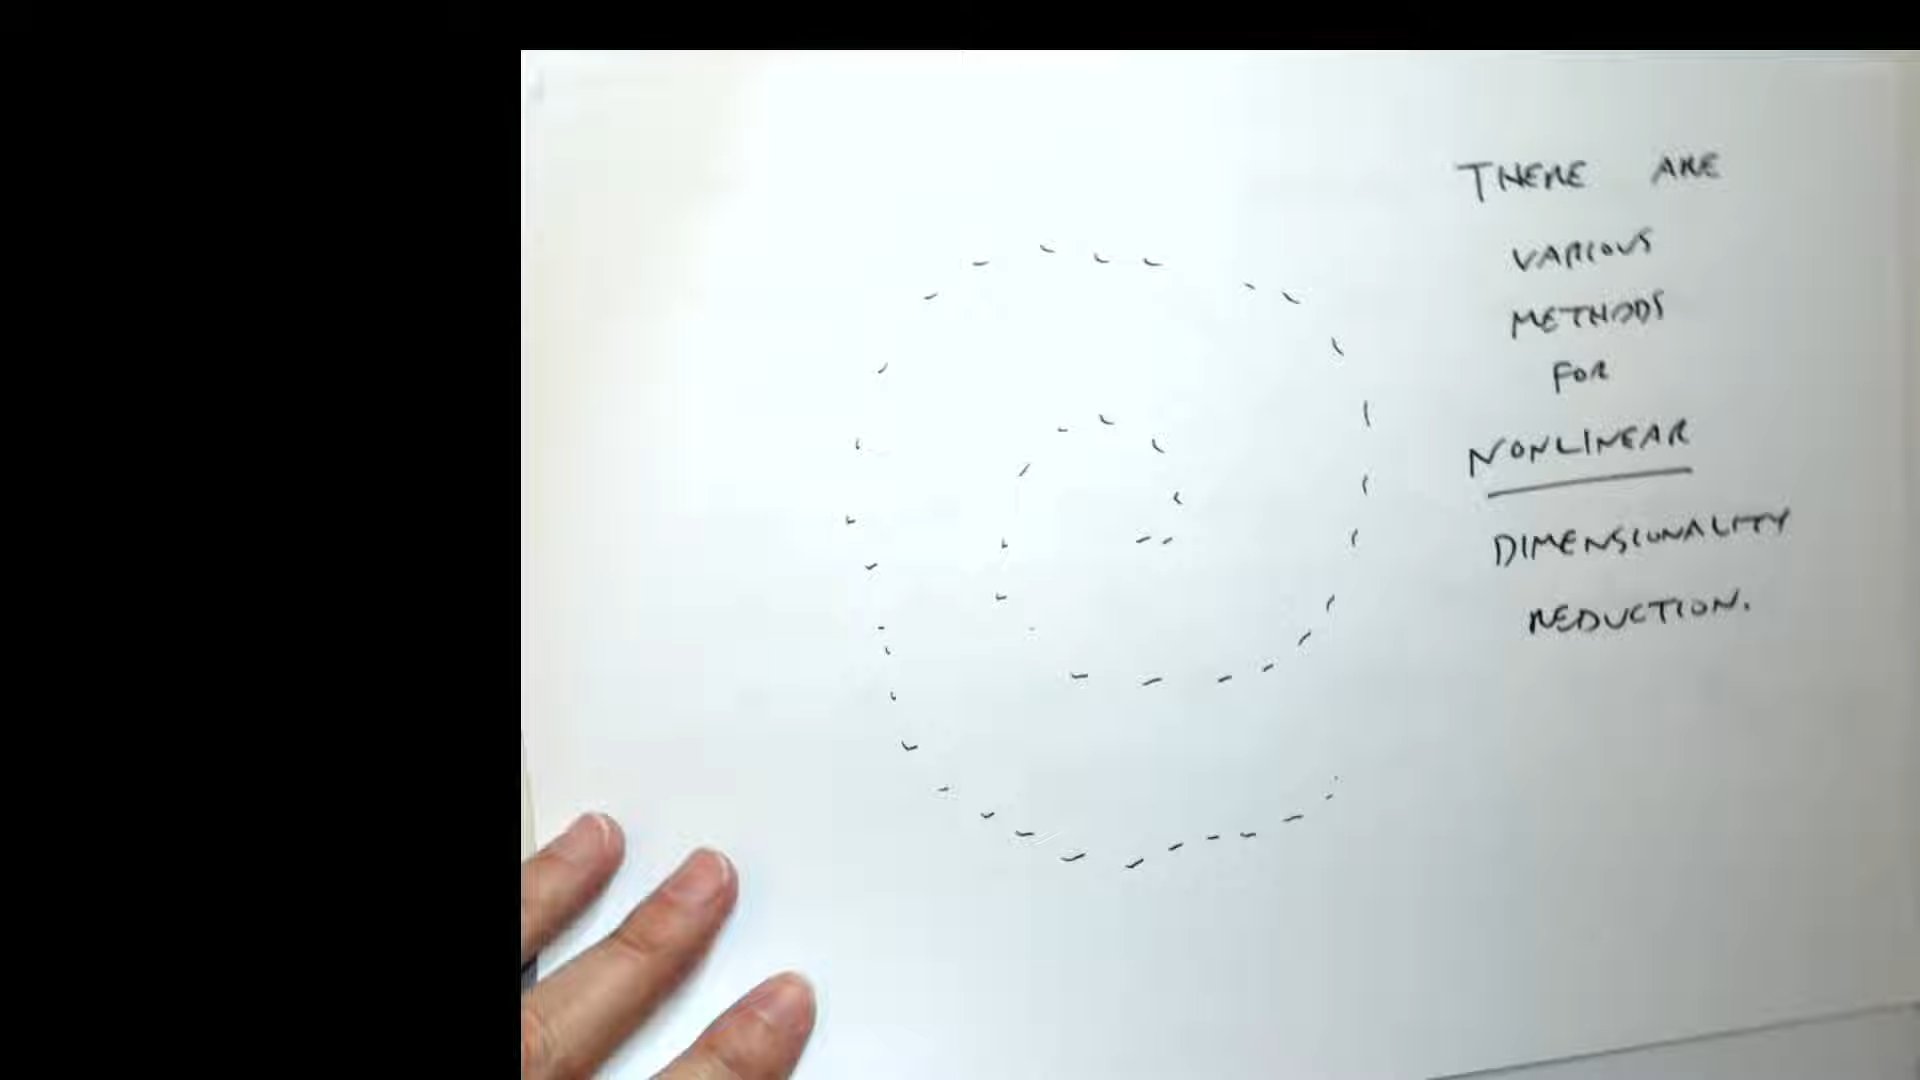 THERE ARE
VARIOUS
METHODS
FOR
NONLINEAR
DIMENSIONALITY
REDUCTION.